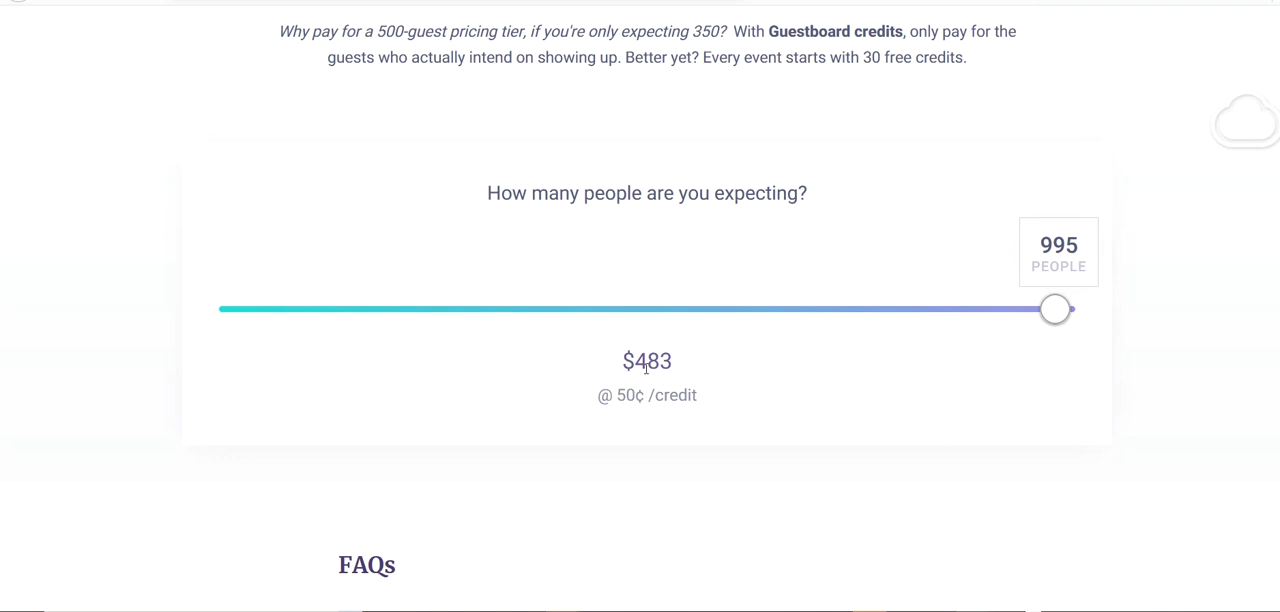 Why pay for a 500-guest pricing tier, if you're only expecting 350? With Guestboard credits, only pay for the
guests who actually intend on showing up. Better yet? Every event starts with 30 free credits.
How many people are you expecting?
995
PEOPLE
$483
@ 50¢ /credit
FAQs